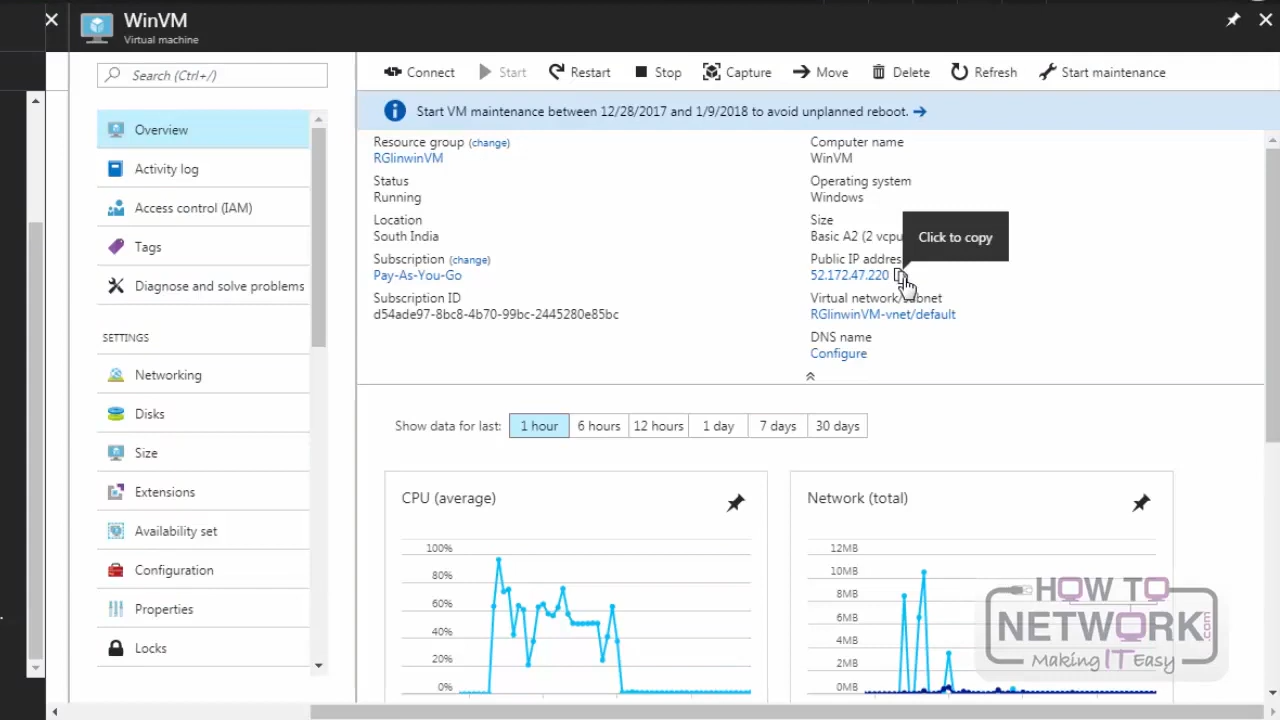 WinVM
Virtual machine
Search (Ctrl+/)
Overview
Activity log
Access control (IAM)
Tags
Diagnose and solve problems
SETTINGS
Networking
Disks
Size
Extensions
Availability set
Configuration
Properties
Locks
Connect Start Restart Stop Capture Move Delete Refresh Start maintenance
Start VM maintenance between 12/28/2017 and 1/9/2018 to avoid unplanned reboot. →
Resource group (change)
RGlinwinVM
Status
Running
Location
South India
Subscription (change)
Pay-As-You-Go
Subscription ID
d54ade97-8bc8-4b70-99bc-2445280e85bc
Computer name
WinVM
Operating system
Windows
Size
Basic A2 (2 vcpu
Click to copy
Public IP addres
52.172.47.220
Virtual network/subnet
RGlinwinVM-vnet/default
DNS name
Configure
Show data for last: 1 hour 6 hours 12 hours 1 day 7 days 30 days
CPU (average)
100%
80%
60%
40%
20%
0%
Network (total)
12MB
10MB
8MB
6MB
4MB
2MB
0MB
HOW TO
NETWORK.com
Making IT Easy